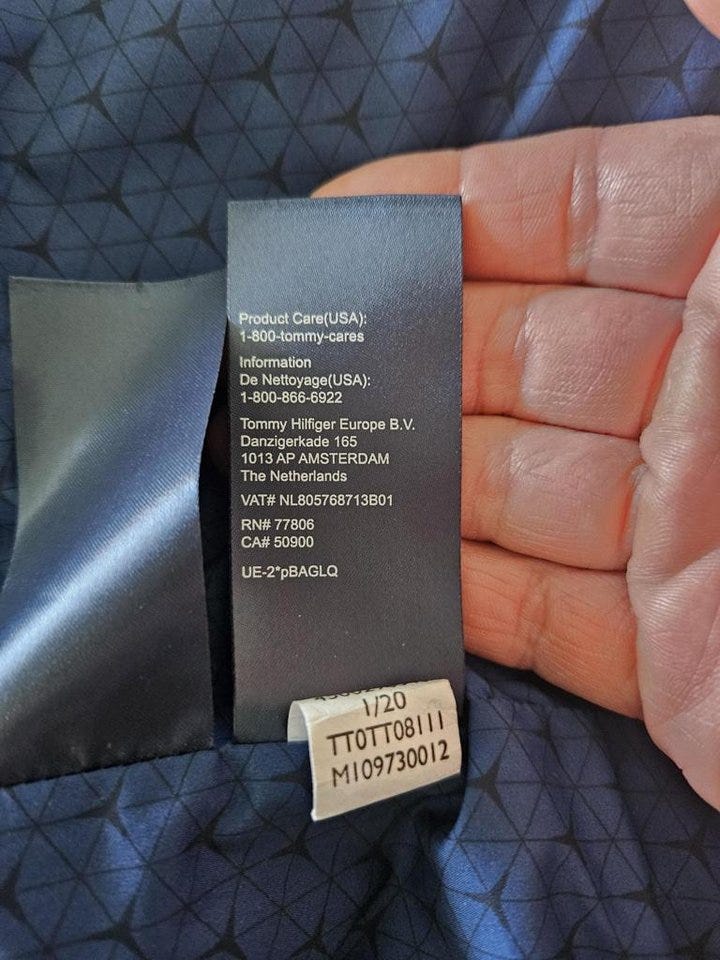 Product Care(USA):
1-800-tommy-cares
Information
De Nettoyage(USA):
1-800-866-6922
Tommy Hilfiger Europe B.V.
Danzigerkade 165
1013 AP AMSTERDAM
The Netherlands
VAT# NL805768713B01
RN# 77806
CA# 50900
UE-2*pBAGLQ
1/20
TT0TT08111
M109730012